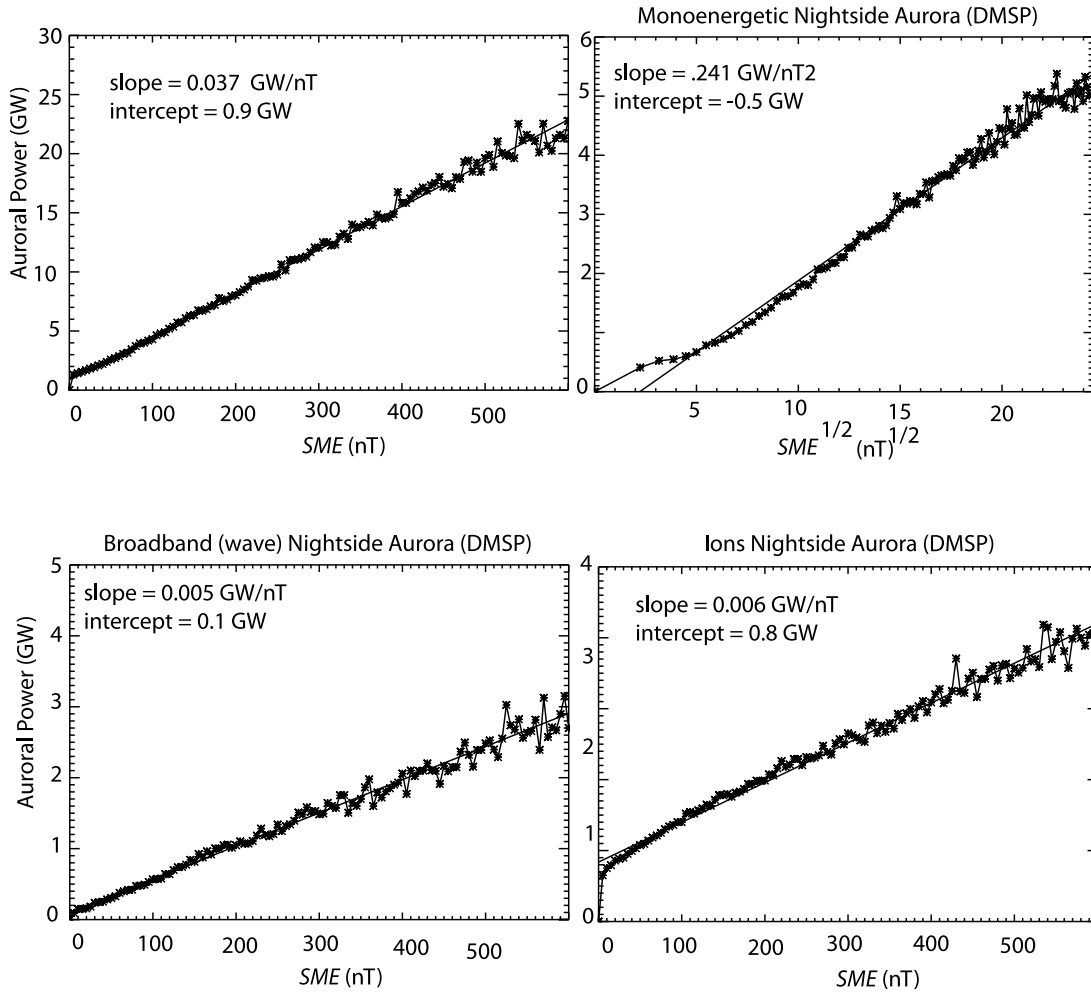 30
25
20
15
10
5
0
Auroral Power (GW)
slope = 0.037  GW/nT
intercept = 0.9 GW
0 100 200 300 400 500
SME (nT)
Monoenergetic Nightside Aurora (DMSP)
6
5
4
3
2
1
0
slope = .241 GW/nT2
intercept = -0.5 GW
5 10 15 20
SME 1/2 (nT) 1/2
Broadband (wave) Nightside Aurora (DMSP)
5
4
3
2
1
0
Auroral Power (GW)
slope = 0.005 GW/nT
intercept = 0.1 GW
0 100 200 300 400 500
SME (nT)
Ions Nightside Aurora (DMSP)
4
3
2
1
0
slope = 0.006 GW/nT
intercept = 0.8 GW
100 200 300 400 500
SME (nT)